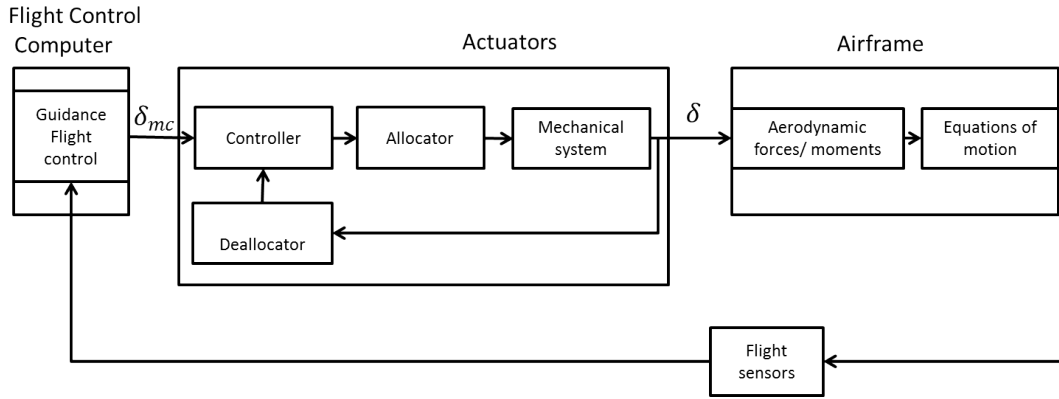 Flight Control
Computer
Actuators
Airframe
Guidance
Flight
control
δmc
Controller
Allocator
Mechanical
system
δ
Aerodynamic
forces/ moments
Equations of
motion
Deallocator
Flight
sensors